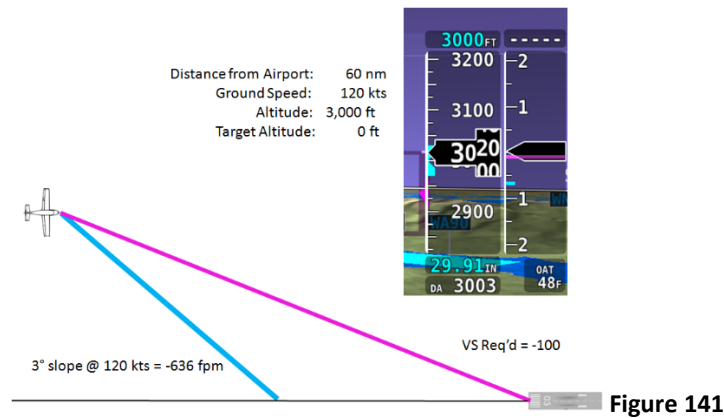 Distance from Airport: 60 nm
Ground Speed: 120 kts
Altitude: 3,000 ft
Target Altitude: 0 ft
3000FT -----
3200 2
3100 1
3020
00
2900 1
WA90
2
29.91IN
OAT
DA 3003 48F
VS Req'd = -100
3° slope @ 120 kts = -636 fpm
03
Figure 141